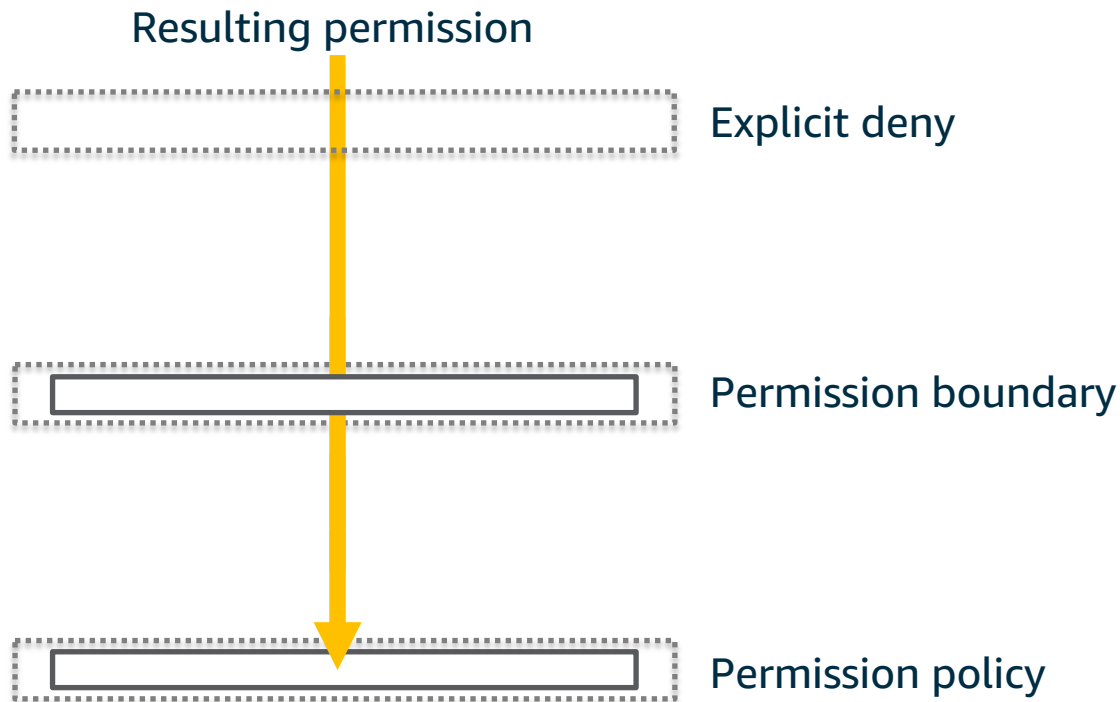 Resulting permission
Explicit deny
Permission boundary
Permission policy